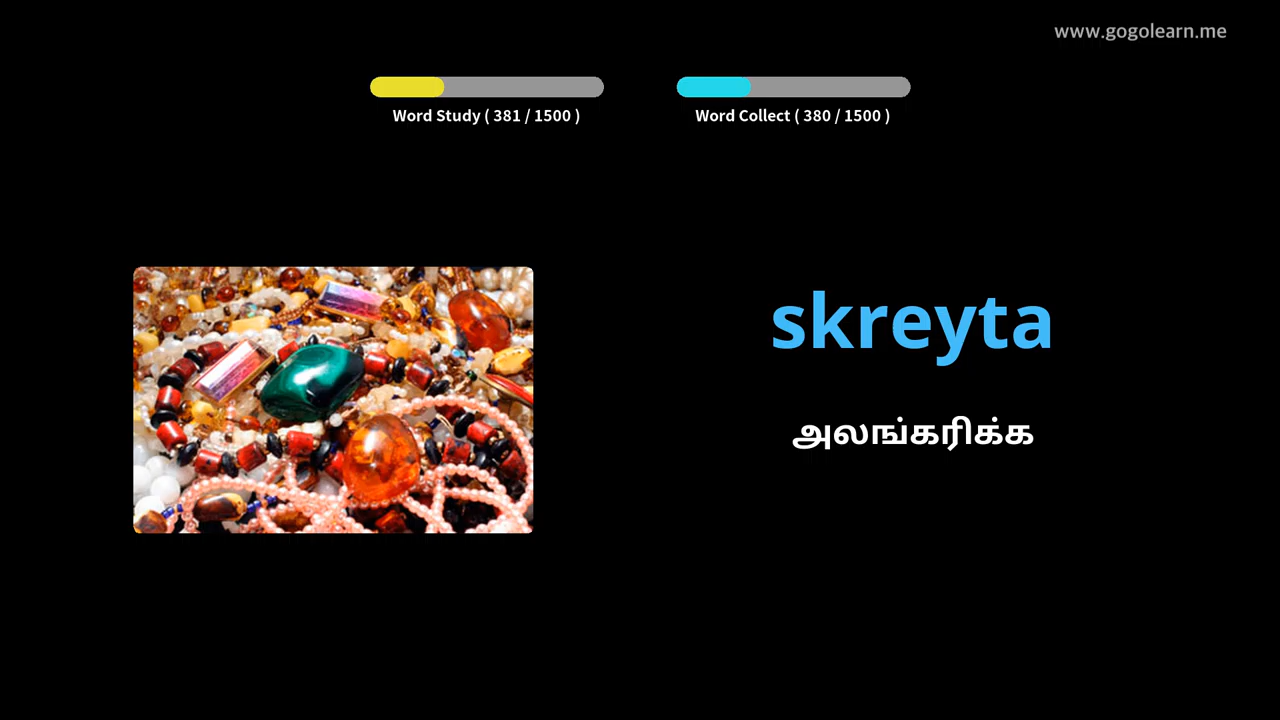 www.gogolearn.me
Word Study ( 381 / 1500 )
Word Collect ( 380 / 1500 )
skreyta
அலங்கரிக்க